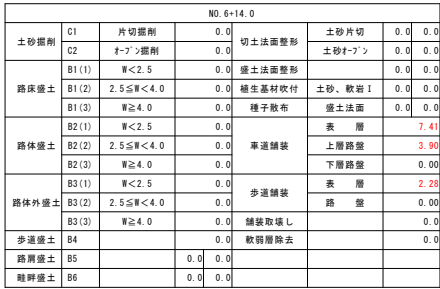 NO.6+14.0
土砂掘削 C1 片切掘削 0.0 切土法面整形 土砂片切 0.0 0.0
C2 オープン掘削 0.0 土砂オープン 0.0 0.0
路床盛土 B1(1) W<2.5 0.0 盛土法面整形 0.0 0.0
B1(2) 2.5≦W<4.0 0.0 植生基材吹付 土砂、軟岩Ⅰ 0.0 0.0
B1(3) W≧4.0 0.0 種子散布 盛土法面 0.0 0.0
路体盛土 B2(1) W<2.5 0.0 車道舗装 表 層 7.41
B2(2) 2.5≦W<4.0 0.0 上層路盤 3.90
B2(3) W≧4.0 0.0 下層路盤 0.00
路体外盛土 B3(1) W<2.5 0.0 歩道舗装 表 層 2.28
B3(2) 2.5≦W<4.0 0.0 路 盤 0.00
B3(3) W≧4.0 0.0 舗装取壊し 0.0
歩道盛土 B4 0.0 軟弱層除去 0.0
路肩盛土 B5 0.0 0.0
畦畔盛土 B6 0.0 0.0